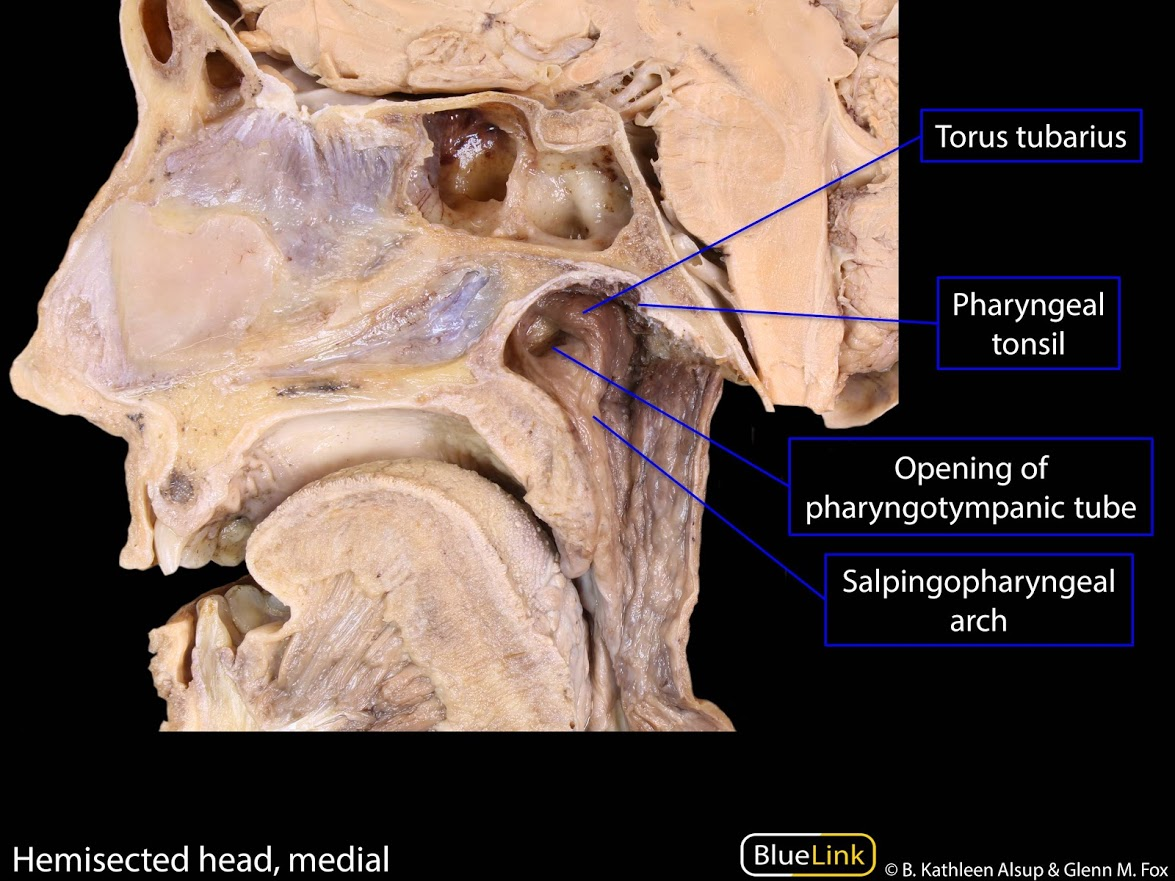 Torus tubarius
Pharyngeal
tonsil
Opening of
pharyngotympanic tube
Salpingopharyngeal
arch
Hemisected head, medial
BlueLink
© B. Kathleen Alsup & Glenn M. Fox